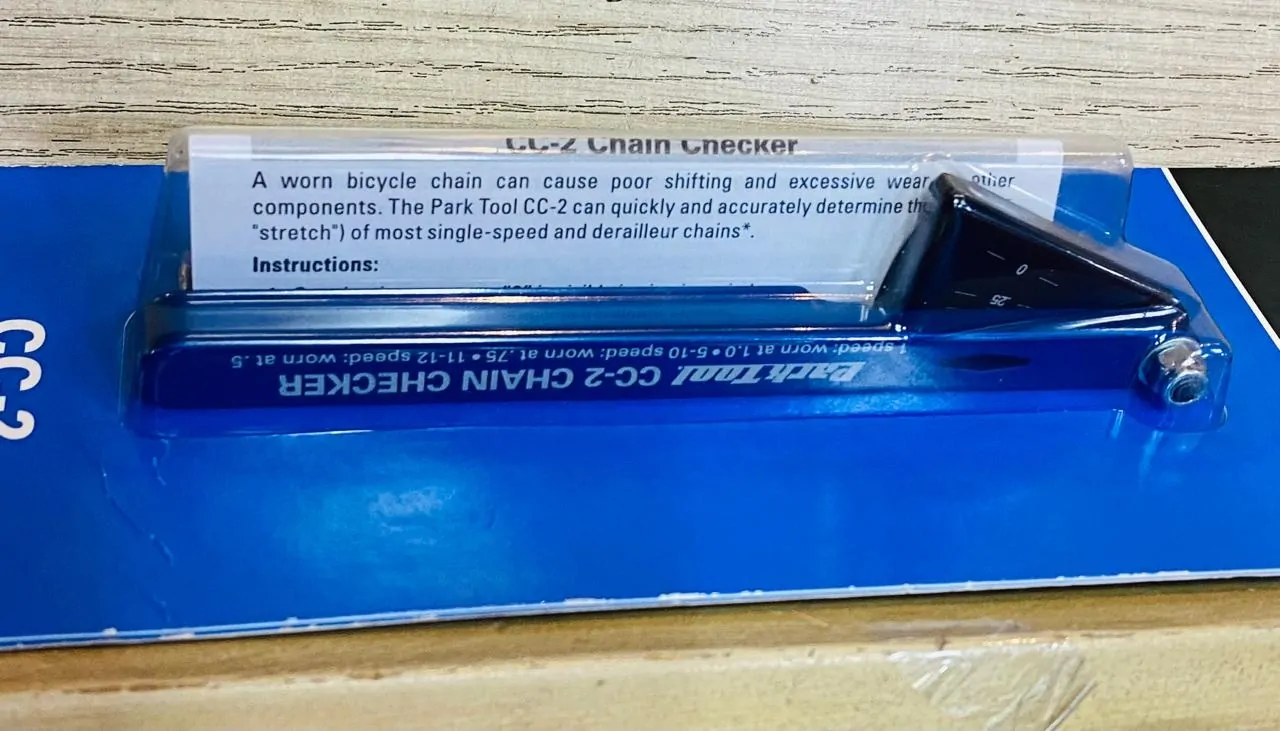 CC-2 Chain Checker
A worn bicycle chain can cause poor shifting and excessive wear other
components. The Park Tool CC-2 can quickly and accurately determine the
"stretch") of most single-speed and derailleur chains*.
Instructions:
0
.25
Park Tool CC-2 CHAIN CHECKER
1 speed: worn at 1.0 • 5-10 speed: worn at .75 • 11-12 speed: worn at .5
CC-2